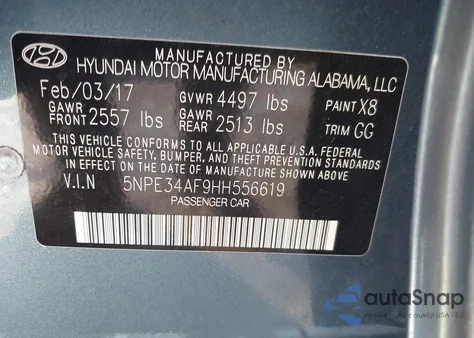 MANUFACTURED BY
HYUNDAI MOTOR MANUFACTURING ALABAMA, LLC
Feb/03/17 GVWR 4497 lbs PAINT X8
GAWR FRONT 2557 lbs GAWR REAR 2513 lbs TRIM GG
THIS VEHICLE CONFORMS TO ALL APPLICABLE U.S.A. FEDERAL
MOTOR VEHICLE SAFETY, BUMPER, AND THEFT PREVENTION STANDARDS
IN EFFECT ON THE DATE OF MANUFACTURE SHOWN ABOVE.
V.I.N 5NPE34AF9HH556619
PASSENGER CAR
autoSnap